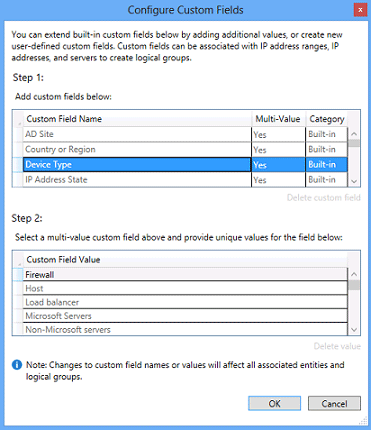 Configure Custom Fields
x
You can extend built-in custom fields below by adding additional values, or create new
user-defined custom fields. Custom fields can be associated with IP address ranges, IP
addresses, and servers to create logical groups.
Step 1:
Add custom fields below:
Custom Field Name Multi-Value Category
AD Site Yes Built-in
Country or Region Yes Built-in
Device Type Yes Built-in
IP Address State Yes Built-in
Delete custom field
Step 2:
Select a multi-value custom field above and provide unique values for the field below:
Custom Field Value
Firewall
Host
Load balancer
Microsoft Servers
Non-Microsoft servers
Delete value
Note: Changes to custom field names or values will affect all associated entities and
logical groups.
OK Cancel